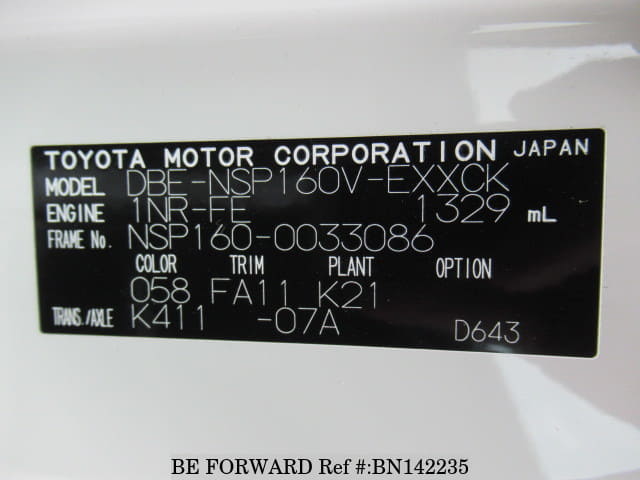 TOYOTA MOTOR CORPORATION JAPAN
MODEL DBE-NSP160V-EXXCK
ENGINE 1NR-FE 1329 mL
FRAME No. NSP160-0033086
COLOR TRIM PLANT OPTION
058 FA11 K21
TRANS./AXLE K411 -07A D643
BE FORWARD Ref #:BN142235